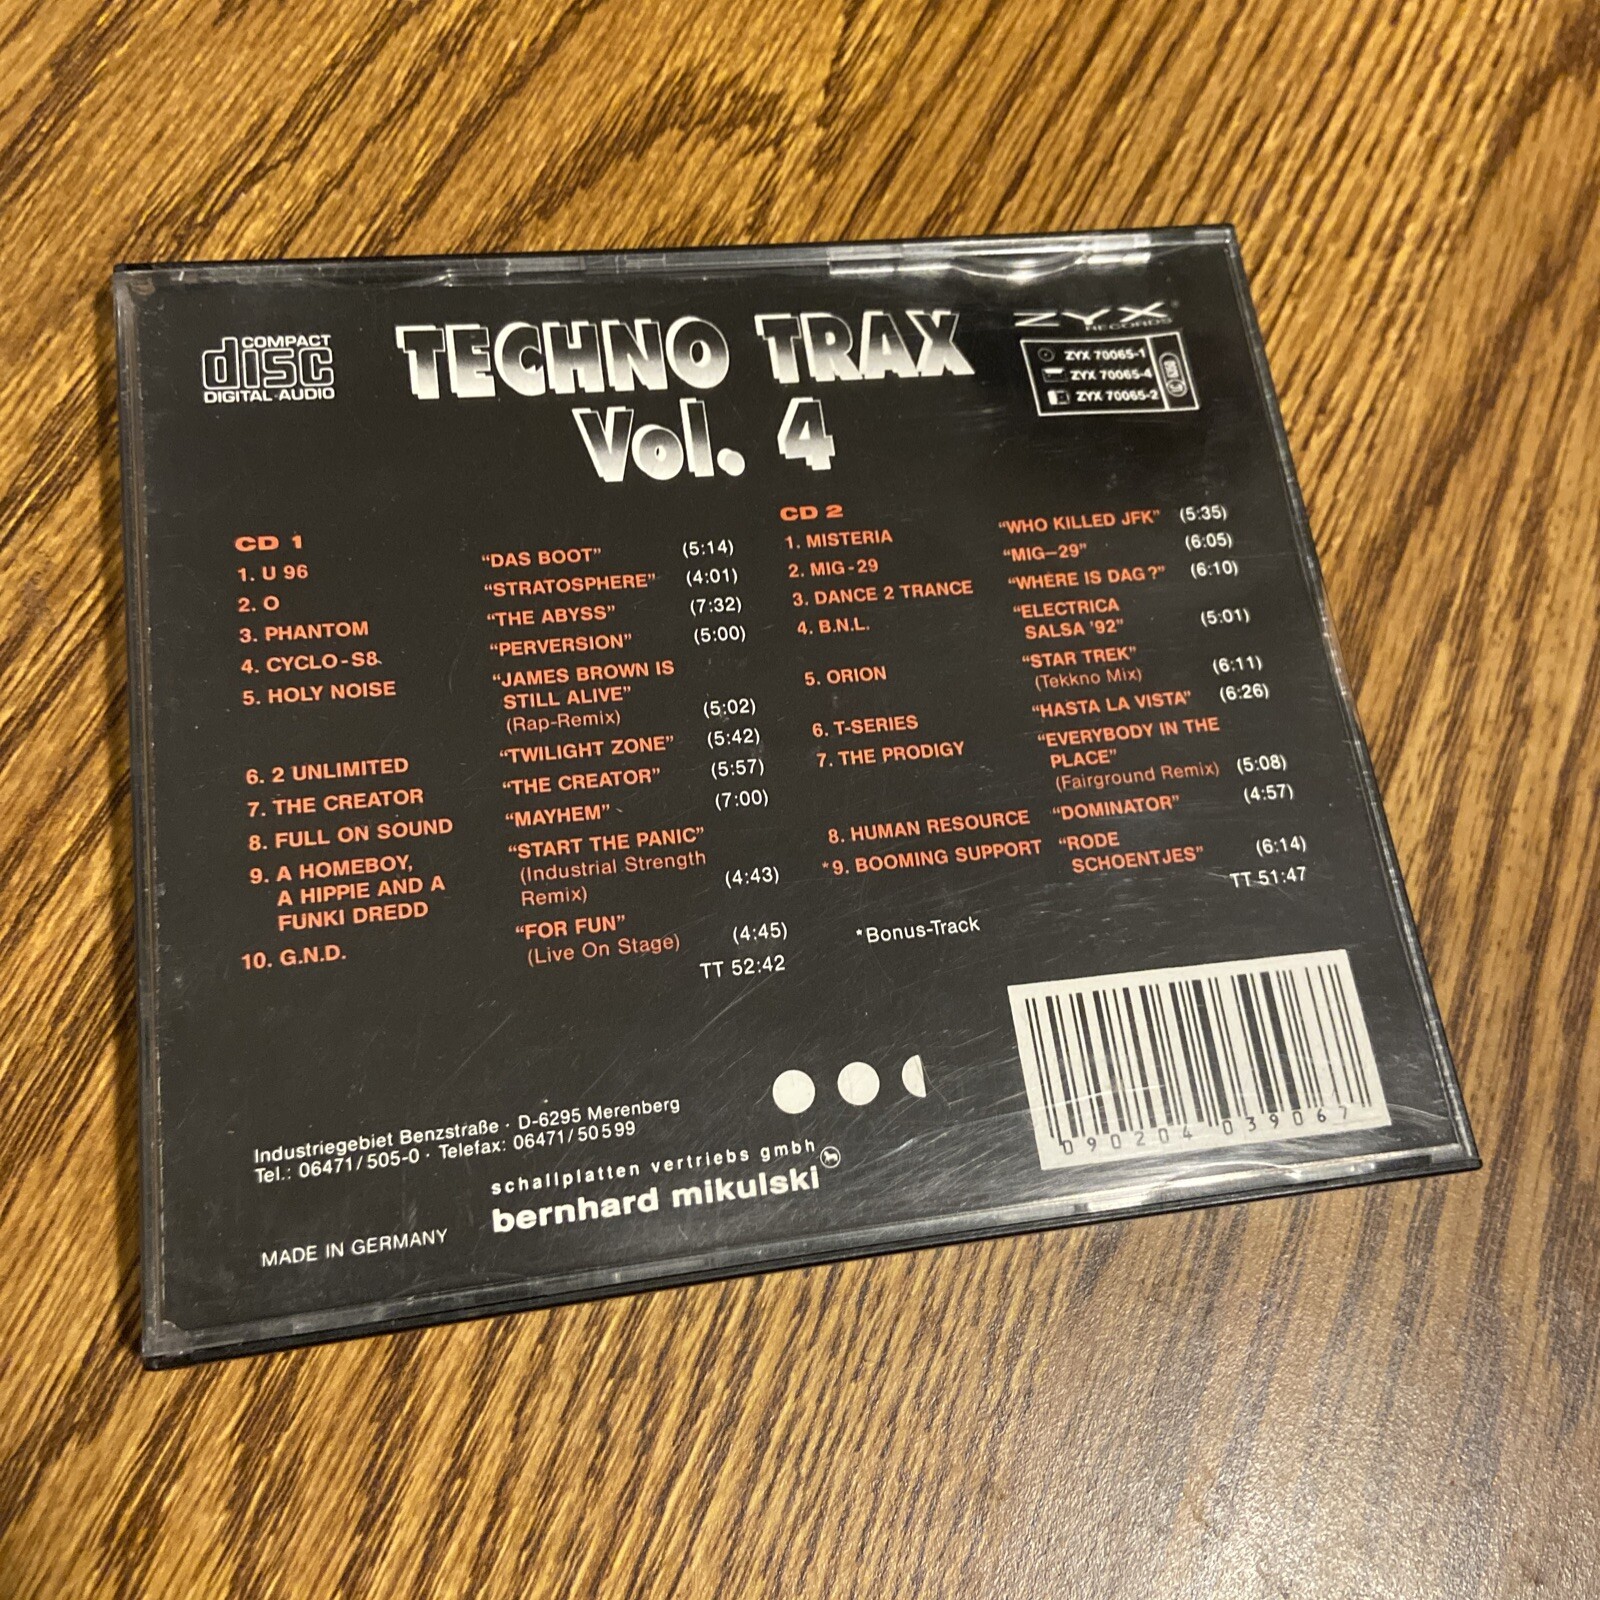 COMPACT
disc
DIGITAL AUDIO
TECHNO TRAX
Vol. 4
ZYX
RECORDS
ZYX 70065-1
ZYX 70065-4
ZYX 70065-2
CD 1
1. U 96 "DAS BOOT" (5:14)
2. O "STRATOSPHERE" (4:01)
3. PHANTOM "THE ABYSS" (7:32)
4. CYCLO-S8 "PERVERSION" (5:00)
5. HOLY NOISE "JAMES BROWN IS
STILL ALIVE"
(Rap-Remix) (5:02)
6. 2 UNLIMITED "TWILIGHT ZONE" (5:42)
7. THE CREATOR "THE CREATOR" (5:57)
8. FULL ON SOUND "MAYHEM" (7:00)
9. A HOMEBOY, "START THE PANIC"
A HIPPIE AND A (Industrial Strength
FUNKI DREDD Remix) (4:43)
10. G.N.D. "FOR FUN" (4:45)
(Live On Stage)
TT 52:42
CD 2
1. MISTERIA "WHO KILLED JFK" (5:35)
2. MIG-29 "MIG-29" (6:05)
3. DANCE 2 TRANCE "WHERE IS DAG?" (6:10)
4. B.N.L. "ELECTRICA
SALSA '92" (5:01)
5. ORION "STAR TREK"
(Tekkno Mix) (6:11)
6. T-SERIES "HASTA LA VISTA" (6:26)
7. THE PRODIGY "EVERYBODY IN THE
PLACE"
(Fairground Remix) (5:08)
8. HUMAN RESOURCE "DOMINATOR" (4:57)
*9. BOOMING SUPPORT "RODE
SCHOENTJES" (6:14)
TT 51:47
*Bonus-Track
Industriegebiet Benzstraße · D-6295 Merenberg
Tel.: 06471/505-0 · Telefax: 06471/50599
schallplatten vertriebs gmbh
bernhard mikulski
MADE IN GERMANY
090204 039067